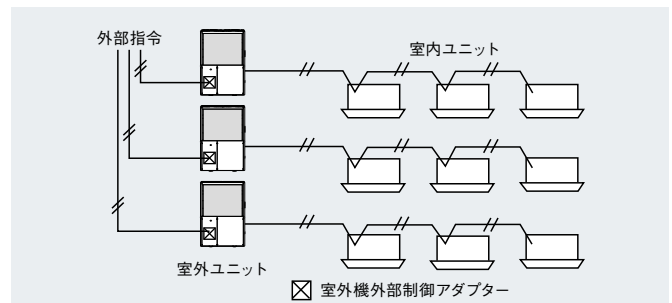 外部指令
室内ユニット
室外ユニット
室外機外部制御アダプター